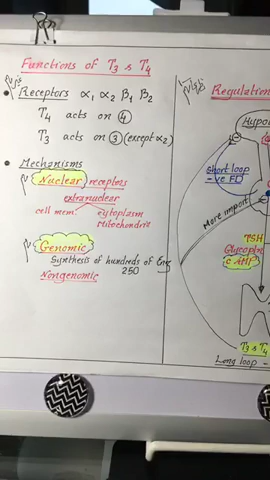 R
Functions of T3 & T4
Receptors α1 α2 β1 β2
T4 acts on 4
T3 acts on 3 (except α2)
Mechanisms
Nuclear receptors
extranuclear
cell mem. cytoplasm
mitochondria
Genomic
Synthesis of hundreds of
250
Nongenomic
Regulation
Hypo
short loop
-ve FB
More import
TSH
Glycopr
cAMP
T3 & T4
Long loop -